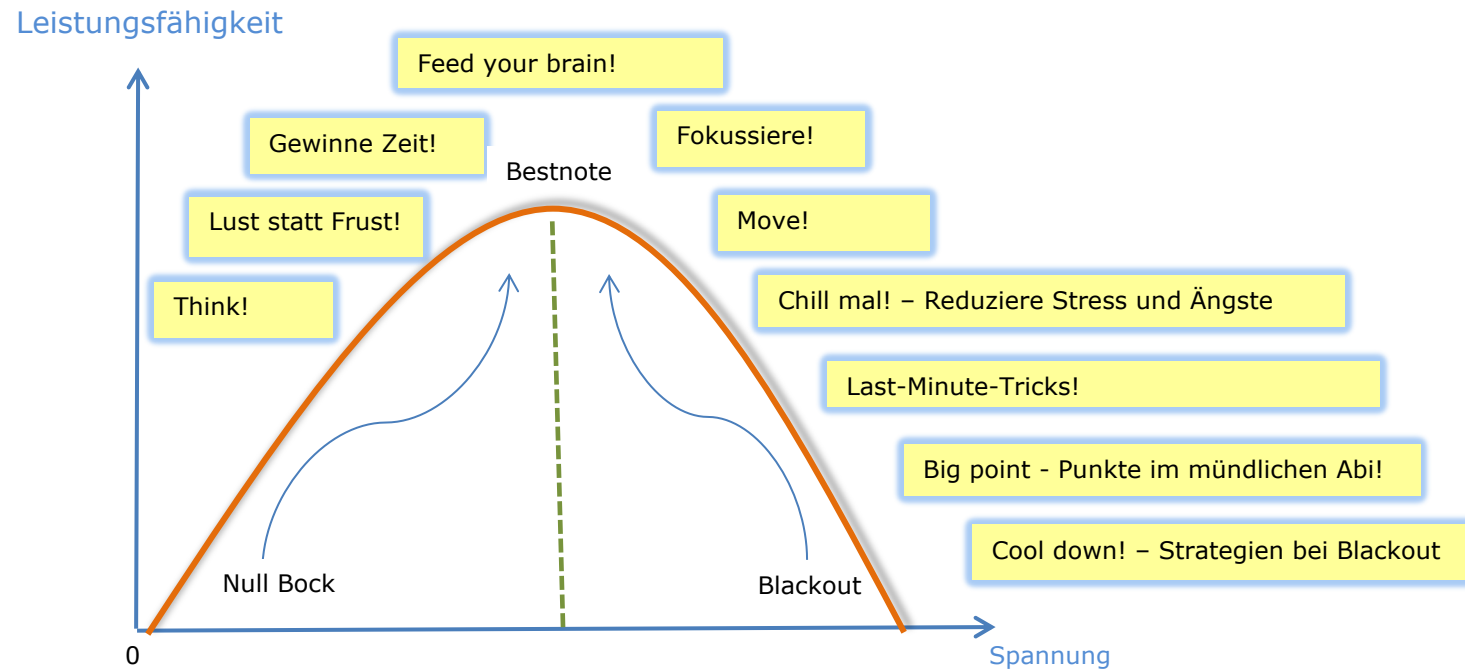 Leistungsfähigkeit
Feed your brain!
Gewinne Zeit!
Fokussiere!
Bestnote
Lust statt Frust!
Move!
Think!
Chill mal! – Reduziere Stress und Ängste
Last-Minute-Tricks!
Big point - Punkte im mündlichen Abi!
Cool down! – Strategien bei Blackout
Null Bock
Blackout
0
Spannung